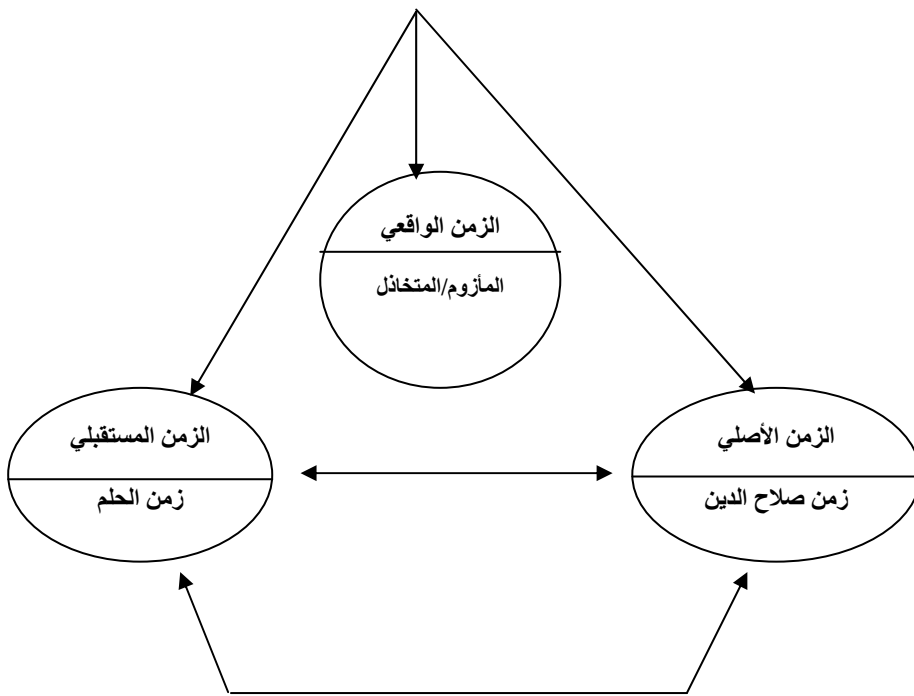 الزمن الواقعي
المأزوم/المتخاذل
الزمن الأصلي
زمن صلاح الدين
الزمن المستقبلي
زمن الحلم